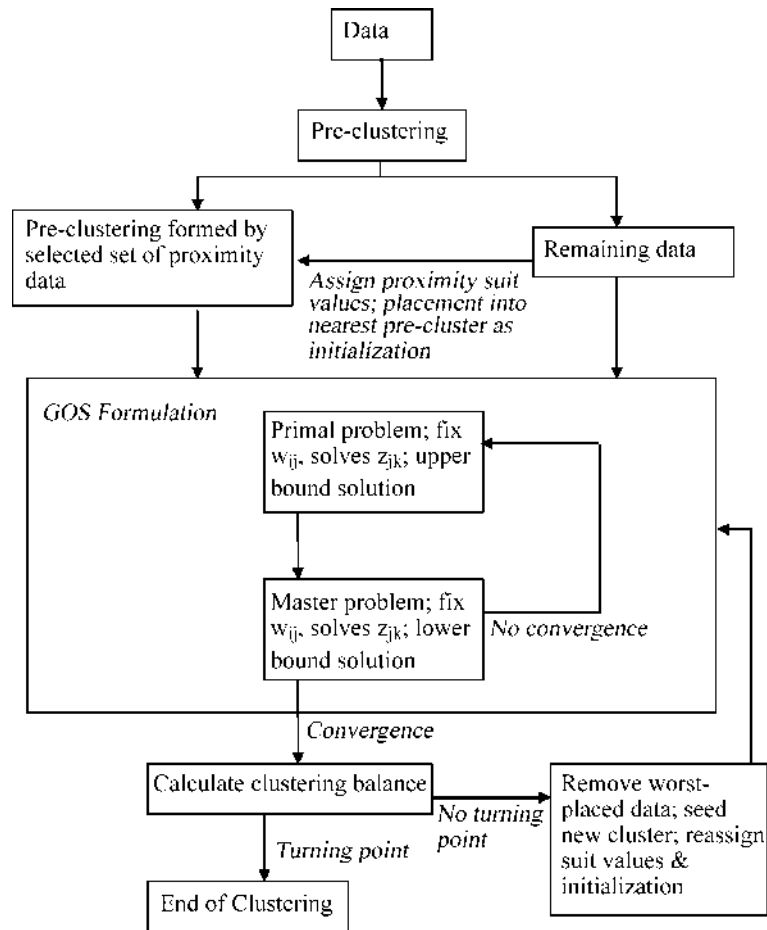 Data
Pre-clustering
Pre-clustering formed by
selected set of proximity
data
Remaining data
Assign proximity suit
values; placement into
nearest pre-cluster as
initialization
GOS Formulation
Primal problem; fix
wij, solves zjk; upper
bound solution
Master problem; fix
wij, solves zjk; lower
bound solution
No convergence
Convergence
Calculate clustering balance
No turning
point
Remove worst-
placed data; seed
new cluster; reassign
suit values &
initialization
Turning point
End of Clustering